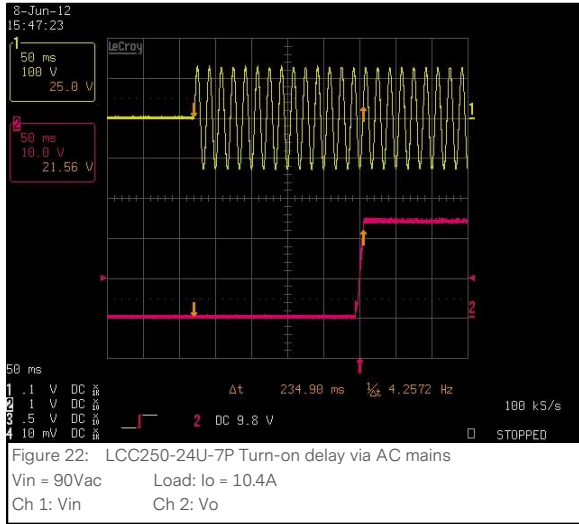 8-Jun-12
15:47:23
LeCroy
1
50 ms
100 V
25.0 V
2
50 ms
10.0 V
21.56 V
1
2
50 ms
1 .1 V DC
2 1 V DC
3 .5 V DC
4 10 mV DC
Δt 234.90 ms 1/Δt 4.2572 Hz
2 DC 9.8 V
100 kS/s
STOPPED
Figure 22: LCC250-24U-7P Turn-on delay via AC mains
Vin = 90Vac Load: Io = 10.4A
Ch 1: Vin Ch 2: Vo